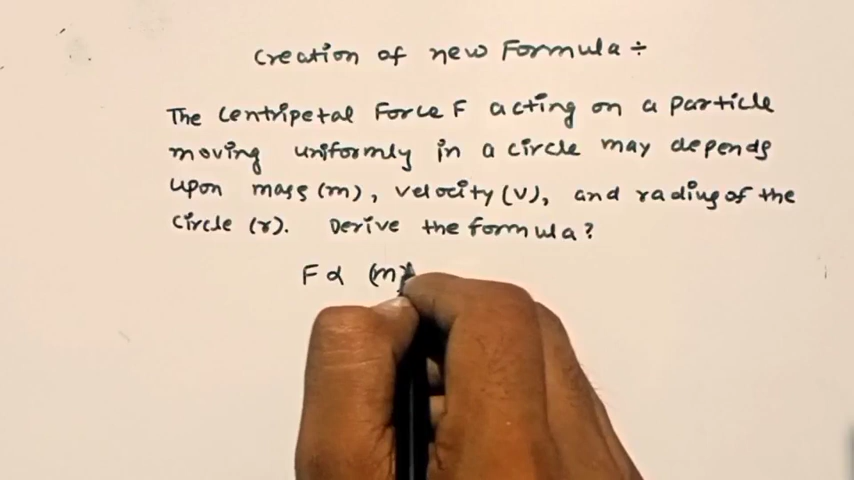 Creation of new Formula ÷
The Centripetal Force F acting on a particle
moving uniformly in a circle may depends
upon mass (m), velocity (v), and radius of the
circle (r). Derive the formula?
F ∝ (m)